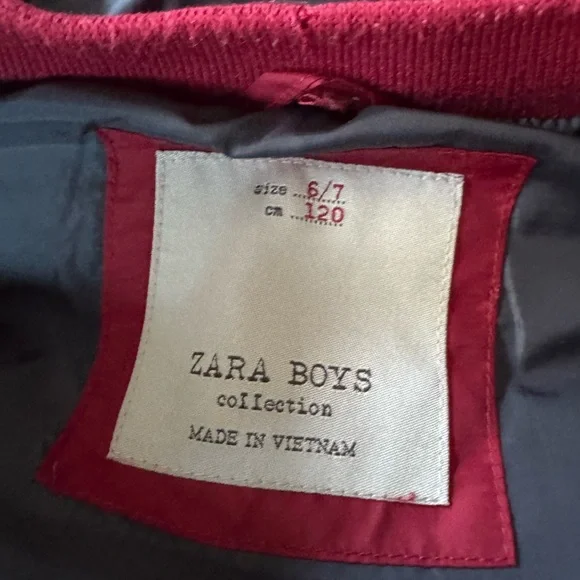 size 6/7
cm 120
ZARA BOYS
collection
MADE IN VIETNAM